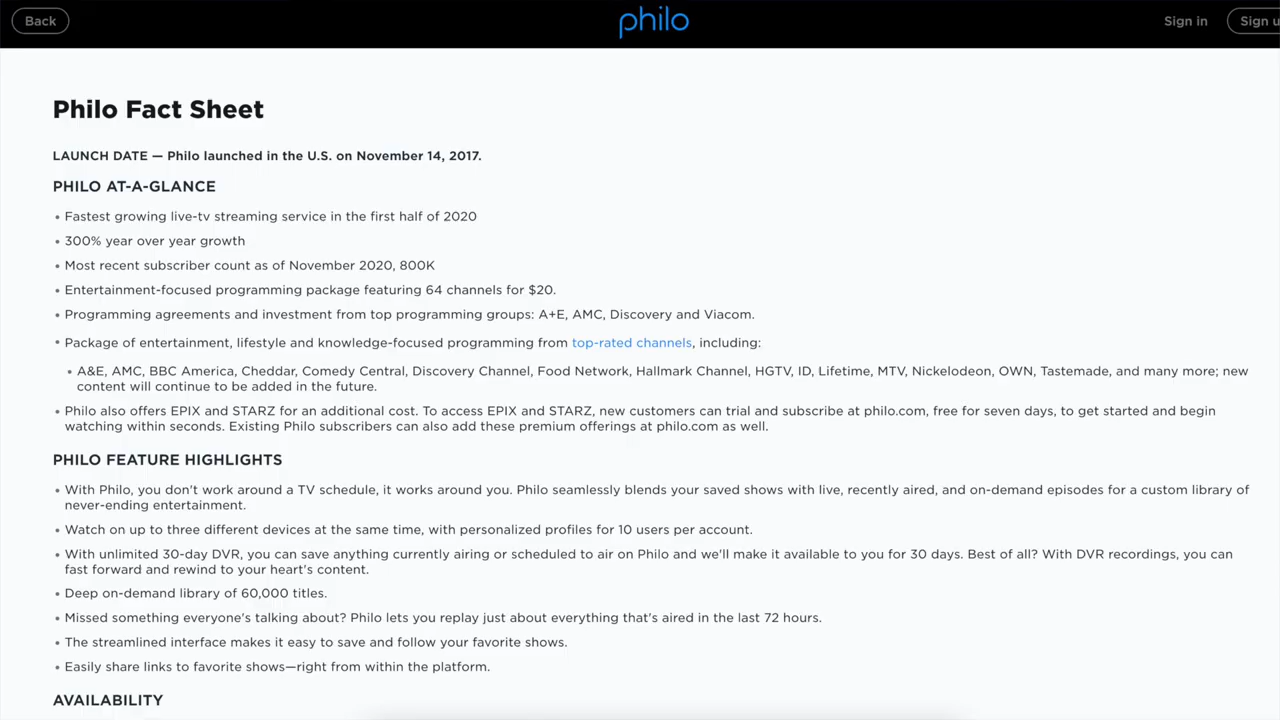 Back
philo
Sign in
Sign u
Philo Fact Sheet
LAUNCH DATE — Philo launched in the U.S. on November 14, 2017.
PHILO AT-A-GLANCE
• Fastest growing live-tv streaming service in the first half of 2020
• 300% year over year growth
• Most recent subscriber count as of November 2020, 800K
• Entertainment-focused programming package featuring 64 channels for $20.
• Programming agreements and investment from top programming groups: A+E, AMC, Discovery and Viacom.
• Package of entertainment, lifestyle and knowledge-focused programming from top-rated channels, including:
• A&E, AMC, BBC America, Cheddar, Comedy Central, Discovery Channel, Food Network, Hallmark Channel, HGTV, ID, Lifetime, MTV, Nickelodeon, OWN, Tastemade, and many more; new
content will continue to be added in the future.
• Philo also offers EPIX and STARZ for an additional cost. To access EPIX and STARZ, new customers can trial and subscribe at philo.com, free for seven days, to get started and begin
watching within seconds. Existing Philo subscribers can also add these premium offerings at philo.com as well.
PHILO FEATURE HIGHLIGHTS
• With Philo, you don't work around a TV schedule, it works around you. Philo seamlessly blends your saved shows with live, recently aired, and on-demand episodes for a custom library of
never-ending entertainment.
• Watch on up to three different devices at the same time, with personalized profiles for 10 users per account.
• With unlimited 30-day DVR, you can save anything currently airing or scheduled to air on Philo and we'll make it available to you for 30 days. Best of all? With DVR recordings, you can
fast forward and rewind to your heart's content.
• Deep on-demand library of 60,000 titles.
• Missed something everyone's talking about? Philo lets you replay just about everything that's aired in the last 72 hours.
• The streamlined interface makes it easy to save and follow your favorite shows.
• Easily share links to favorite shows—right from within the platform.
AVAILABILITY